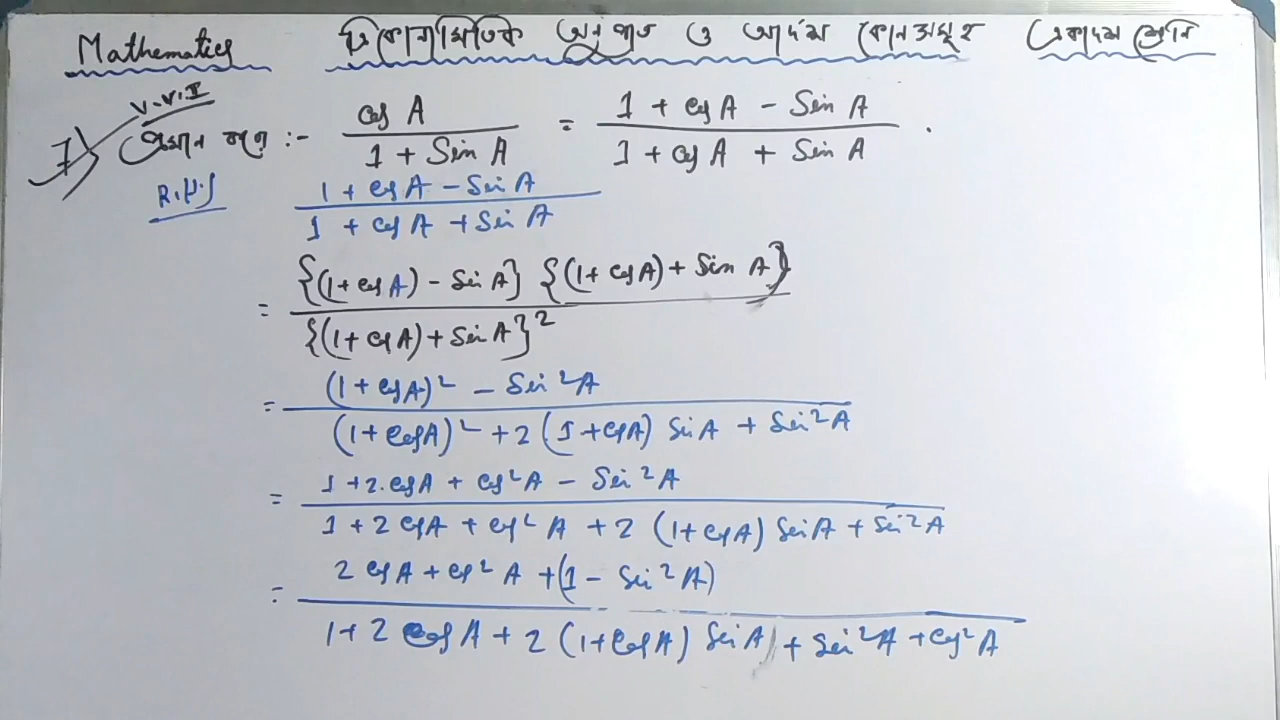 Mathematics ত্রিকোণমিতিক অনুপাত ও আদর্শ কোনসমূহ একাদশ শ্রেণি
V.V.I
1) প্রমান কর :- cos A / 1 + Sin A = 1 + cos A - Sin A / 1 + cos A + Sin A .
R.H.S 1 + cos A - Sin A / 1 + cos A + Sin A
= {(1+cos A) - Sin A} {(1+cos A) + Sin A} / {(1+cos A) + Sin A}²
= (1+cos A)² - Sin²A / (1+cos A)² + 2 (1+cos A) Sin A + Sin²A
= 1 + 2.cos A + cos²A - Sin²A / 1 + 2 cos A + cos²A + 2 (1+cos A) Sin A + Sin²A
= 2 cos A + cos²A + (1 - Sin²A) / 1 + 2 cos A + 2 (1+cos A) Sin A + Sin²A + cos²A